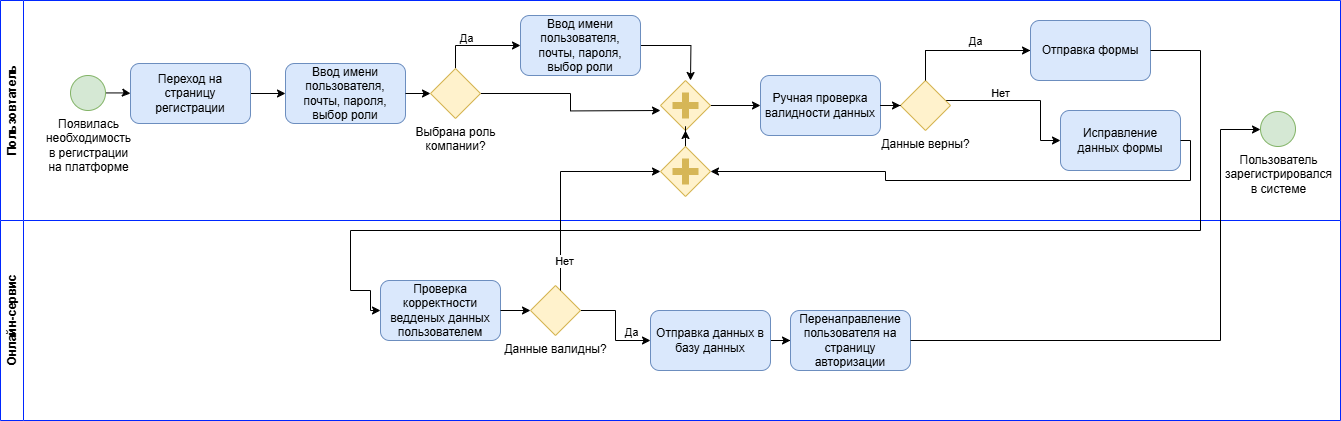 Пользовтатель
Появилась
необходимость
в регистрации
на платформе
Переход на
страницу
регистрации
Ввод имени
пользователя,
почты, пароля,
выбор роли
Выбрана роль
компании?
Да
Ввод имени
пользователя,
почты, пароля,
выбор роли
Ручная проверка
валидности данных
Данные верны?
Да
Отправка формы
Нет
Исправление
данных формы
Пользователь
зарегистрировался
в системе
Онлайн-сервис
Проверка
корректности
ведденых данных
пользователем
Данные валидны?
Нет
Да
Отправка данных в
базу данных
Перенаправление
пользователя на
страницу
авторизации